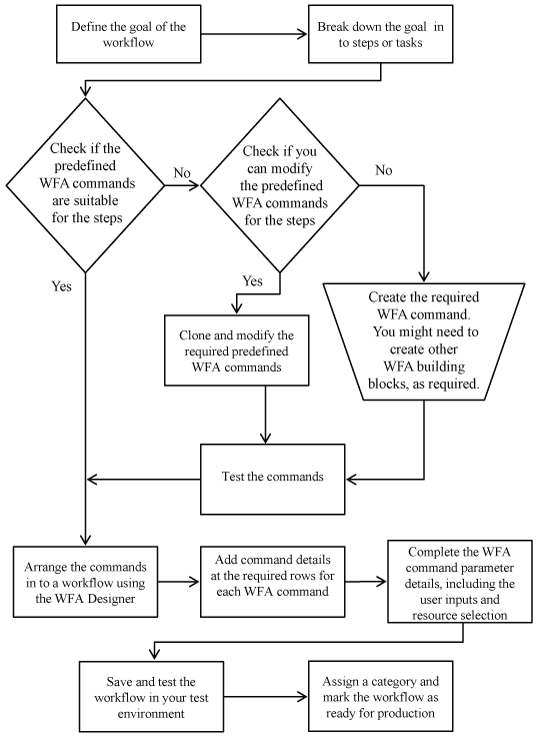 Define the goal of the
workflow
Break down the goal in
to steps or tasks
Check if the
predefined
WFA commands
are suitable
for the steps
No
Check if you
can modify
the predefined
WFA commands
for the steps
No
Yes
Yes
Clone and modify the
required predefined
WFA commands
Create the required
WFA command.
You might need to
create other
WFA building
blocks, as required.
Test the commands
Arrange the commands
in to a workflow using
the WFA Designer
Add command details
at the required rows for
each WFA command
Complete the WFA
command parameter
details, including the
user inputs and
resource selection
Save and test the
workflow in your test
environment
Assign a category and
mark the workflow as
ready for production